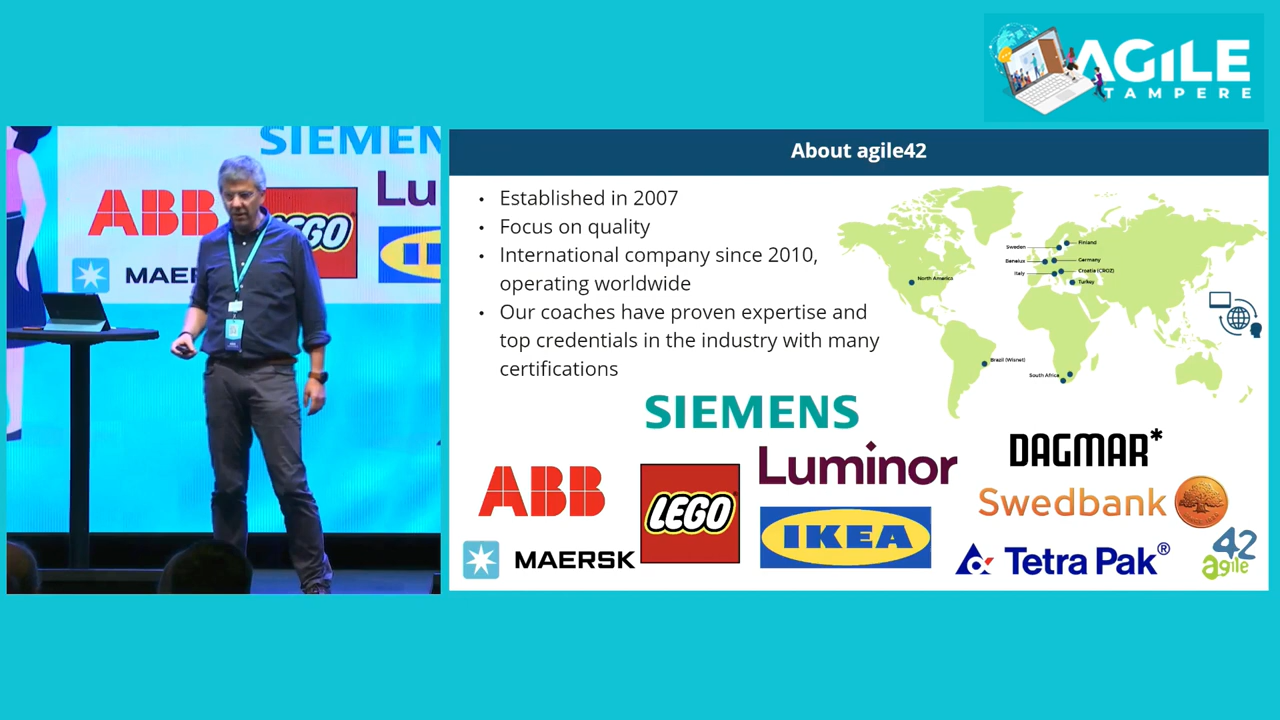 AGiLE
TAMPERE
SIEMEN
ABB
LEGO
Lu
MAER
About agile42
• Established in 2007
• Focus on quality
• International company since 2010,
operating worldwide
• Our coaches have proven expertise and
top credentials in the industry with many
certifications
Finland
Sweden
Benelux
Germany
Italy
Croatia (CROZ)
Turkey
North America
Brazil (Wisnet)
South Africa
SIEMENS
DAGMAR*
Luminor
ABB
LEGO
Swedbank
IKEA
MAERSK
Tetra Pak®
42
agile